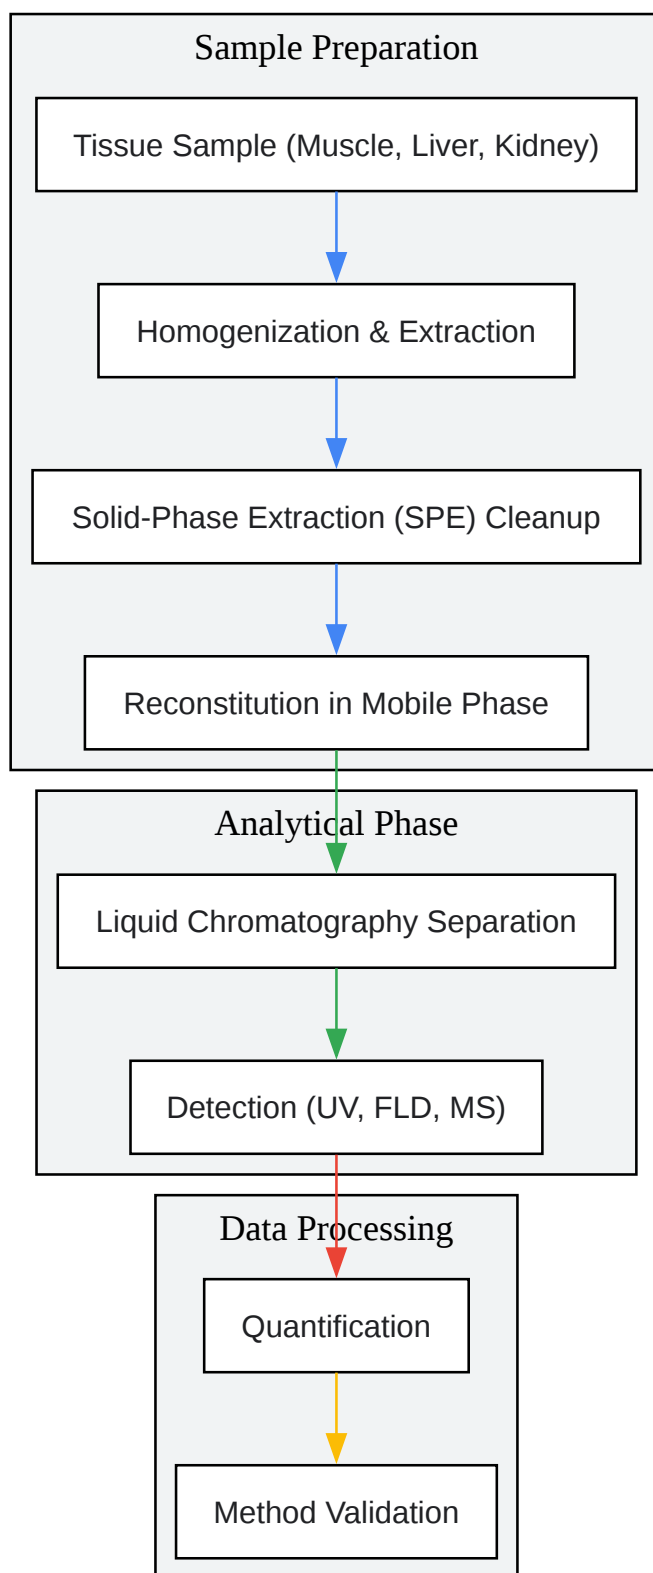 Sample Preparation
Tissue Sample (Muscle, Liver, Kidney)
Homogenization & Extraction
Solid-Phase Extraction (SPE) Cleanup
Reconstitution in Mobile Phase
Analytical Phase
Liquid Chromatography Separation
Detection (UV, FLD, MS)
Data Processing
Quantification
Method Validation